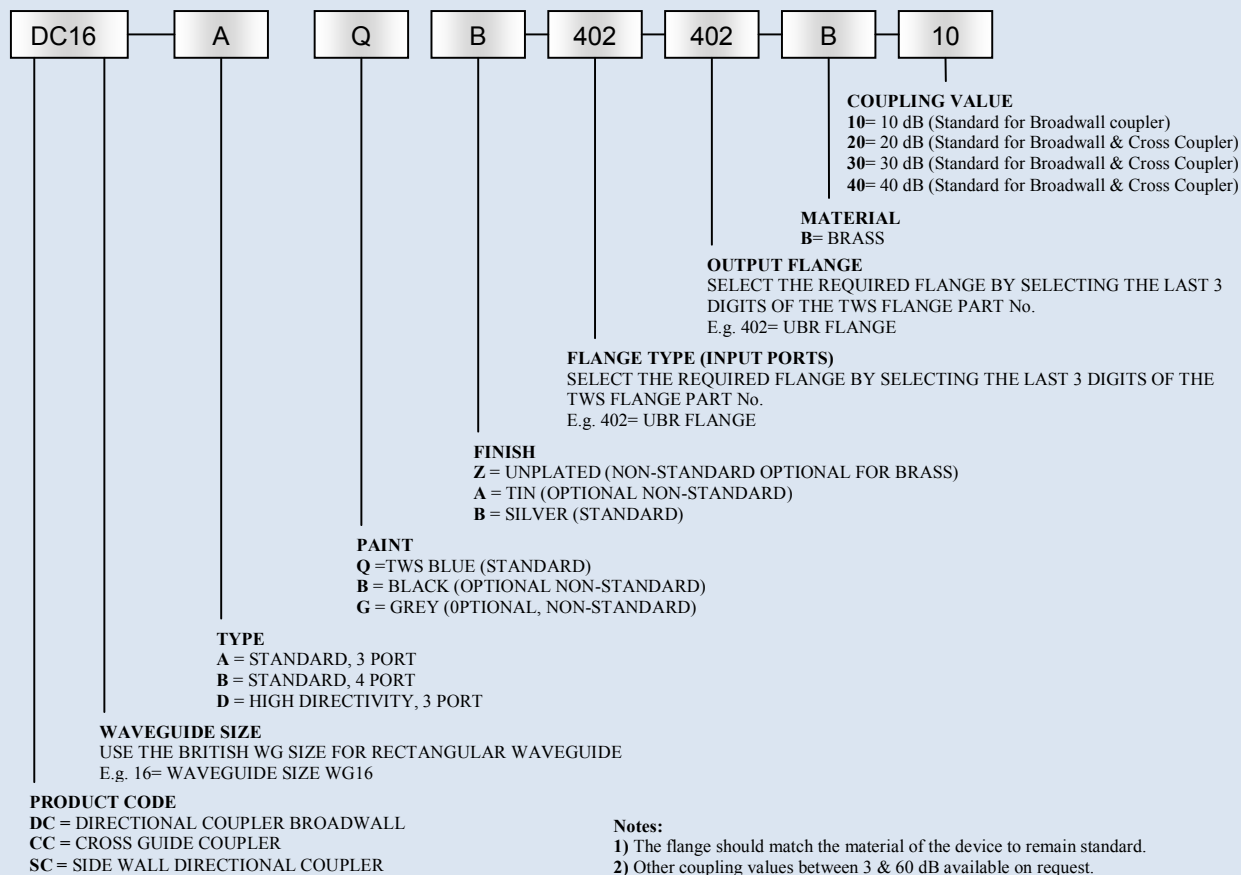 DC16 A Q B 402 402 B 10
COUPLING VALUE
10= 10 dB (Standard for Broadwall coupler)
20= 20 dB (Standard for Broadwall & Cross Coupler)
30= 30 dB (Standard for Broadwall & Cross Coupler)
40= 40 dB (Standard for Broadwall & Cross Coupler)
MATERIAL
B= BRASS
OUTPUT FLANGE
SELECT THE REQUIRED FLANGE BY SELECTING THE LAST 3
DIGITS OF THE TWS FLANGE PART No.
E.g. 402= UBR FLANGE
FLANGE TYPE (INPUT PORTS)
SELECT THE REQUIRED FLANGE BY SELECTING THE LAST 3 DIGITS OF THE
TWS FLANGE PART No.
E.g. 402= UBR FLANGE
FINISH
Z = UNPLATED (NON-STANDARD OPTIONAL FOR BRASS)
A = TIN (OPTIONAL NON-STANDARD)
B = SILVER (STANDARD)
PAINT
Q =TWS BLUE (STANDARD)
B = BLACK (OPTIONAL NON-STANDARD)
G = GREY (0PTIONAL, NON-STANDARD)
TYPE
A = STANDARD, 3 PORT
B = STANDARD, 4 PORT
D = HIGH DIRECTIVITY, 3 PORT
WAVEGUIDE SIZE
USE THE BRITISH WG SIZE FOR RECTANGULAR WAVEGUIDE
E.g. 16= WAVEGUIDE SIZE WG16
PRODUCT CODE
DC = DIRECTIONAL COUPLER BROADWALL
CC = CROSS GUIDE COUPLER
SC = SIDE WALL DIRECTIONAL COUPLER
Notes:
1) The flange should match the material of the device to remain standard.
2) Other coupling values between 3 & 60 dB available on request.